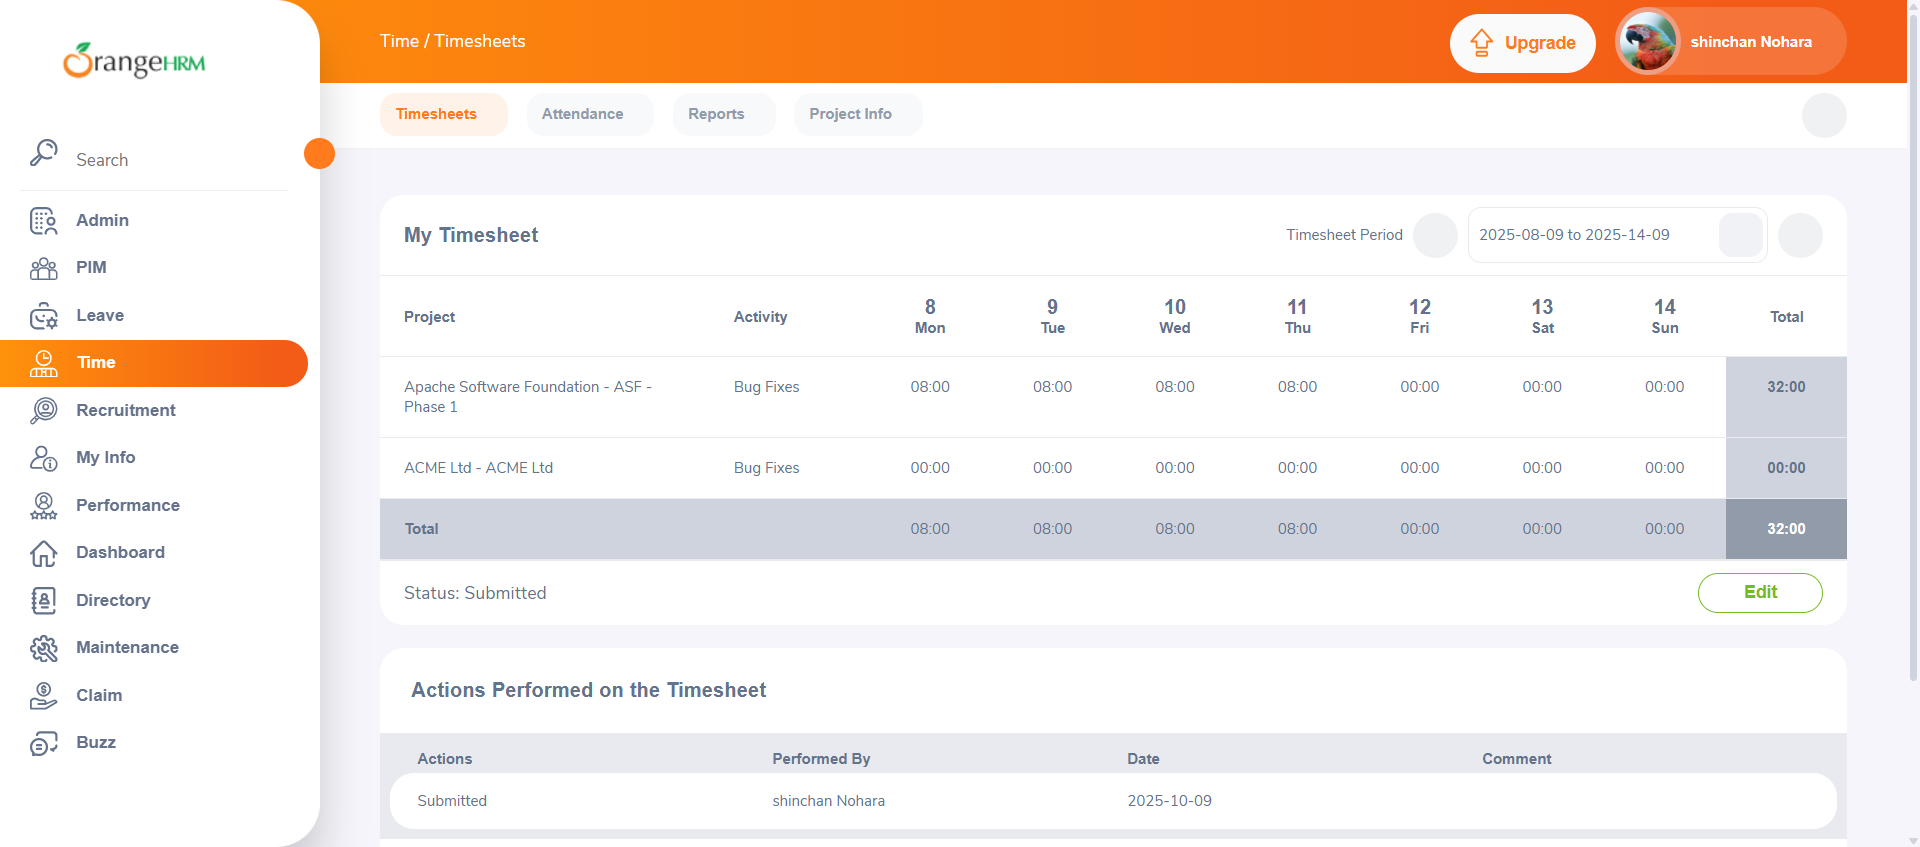 OrangeHRM
Time / Timesheets
Upgrade
shinchan Nohara
Timesheets
Attendance
Reports
Project Info
Search
Admin
PIM
Leave
Time
Recruitment
My Info
Performance
Dashboard
Directory
Maintenance
Claim
Buzz
My Timesheet
Timesheet Period
2025-08-09 to 2025-14-09
Project Activity 8 Mon 9 Tue 10 Wed 11 Thu 12 Fri 13 Sat 14 Sun Total
Apache Software Foundation - ASF - Bug Fixes 08:00 08:00 08:00 08:00 00:00 00:00 00:00 32:00
Phase 1
ACME Ltd - ACME Ltd Bug Fixes 00:00 00:00 00:00 00:00 00:00 00:00 00:00 00:00
Total 08:00 08:00 08:00 08:00 00:00 00:00 00:00 32:00
Status: Submitted
Edit
Actions Performed on the Timesheet
Actions Performed By Date Comment
Submitted shinchan Nohara 2025-10-09